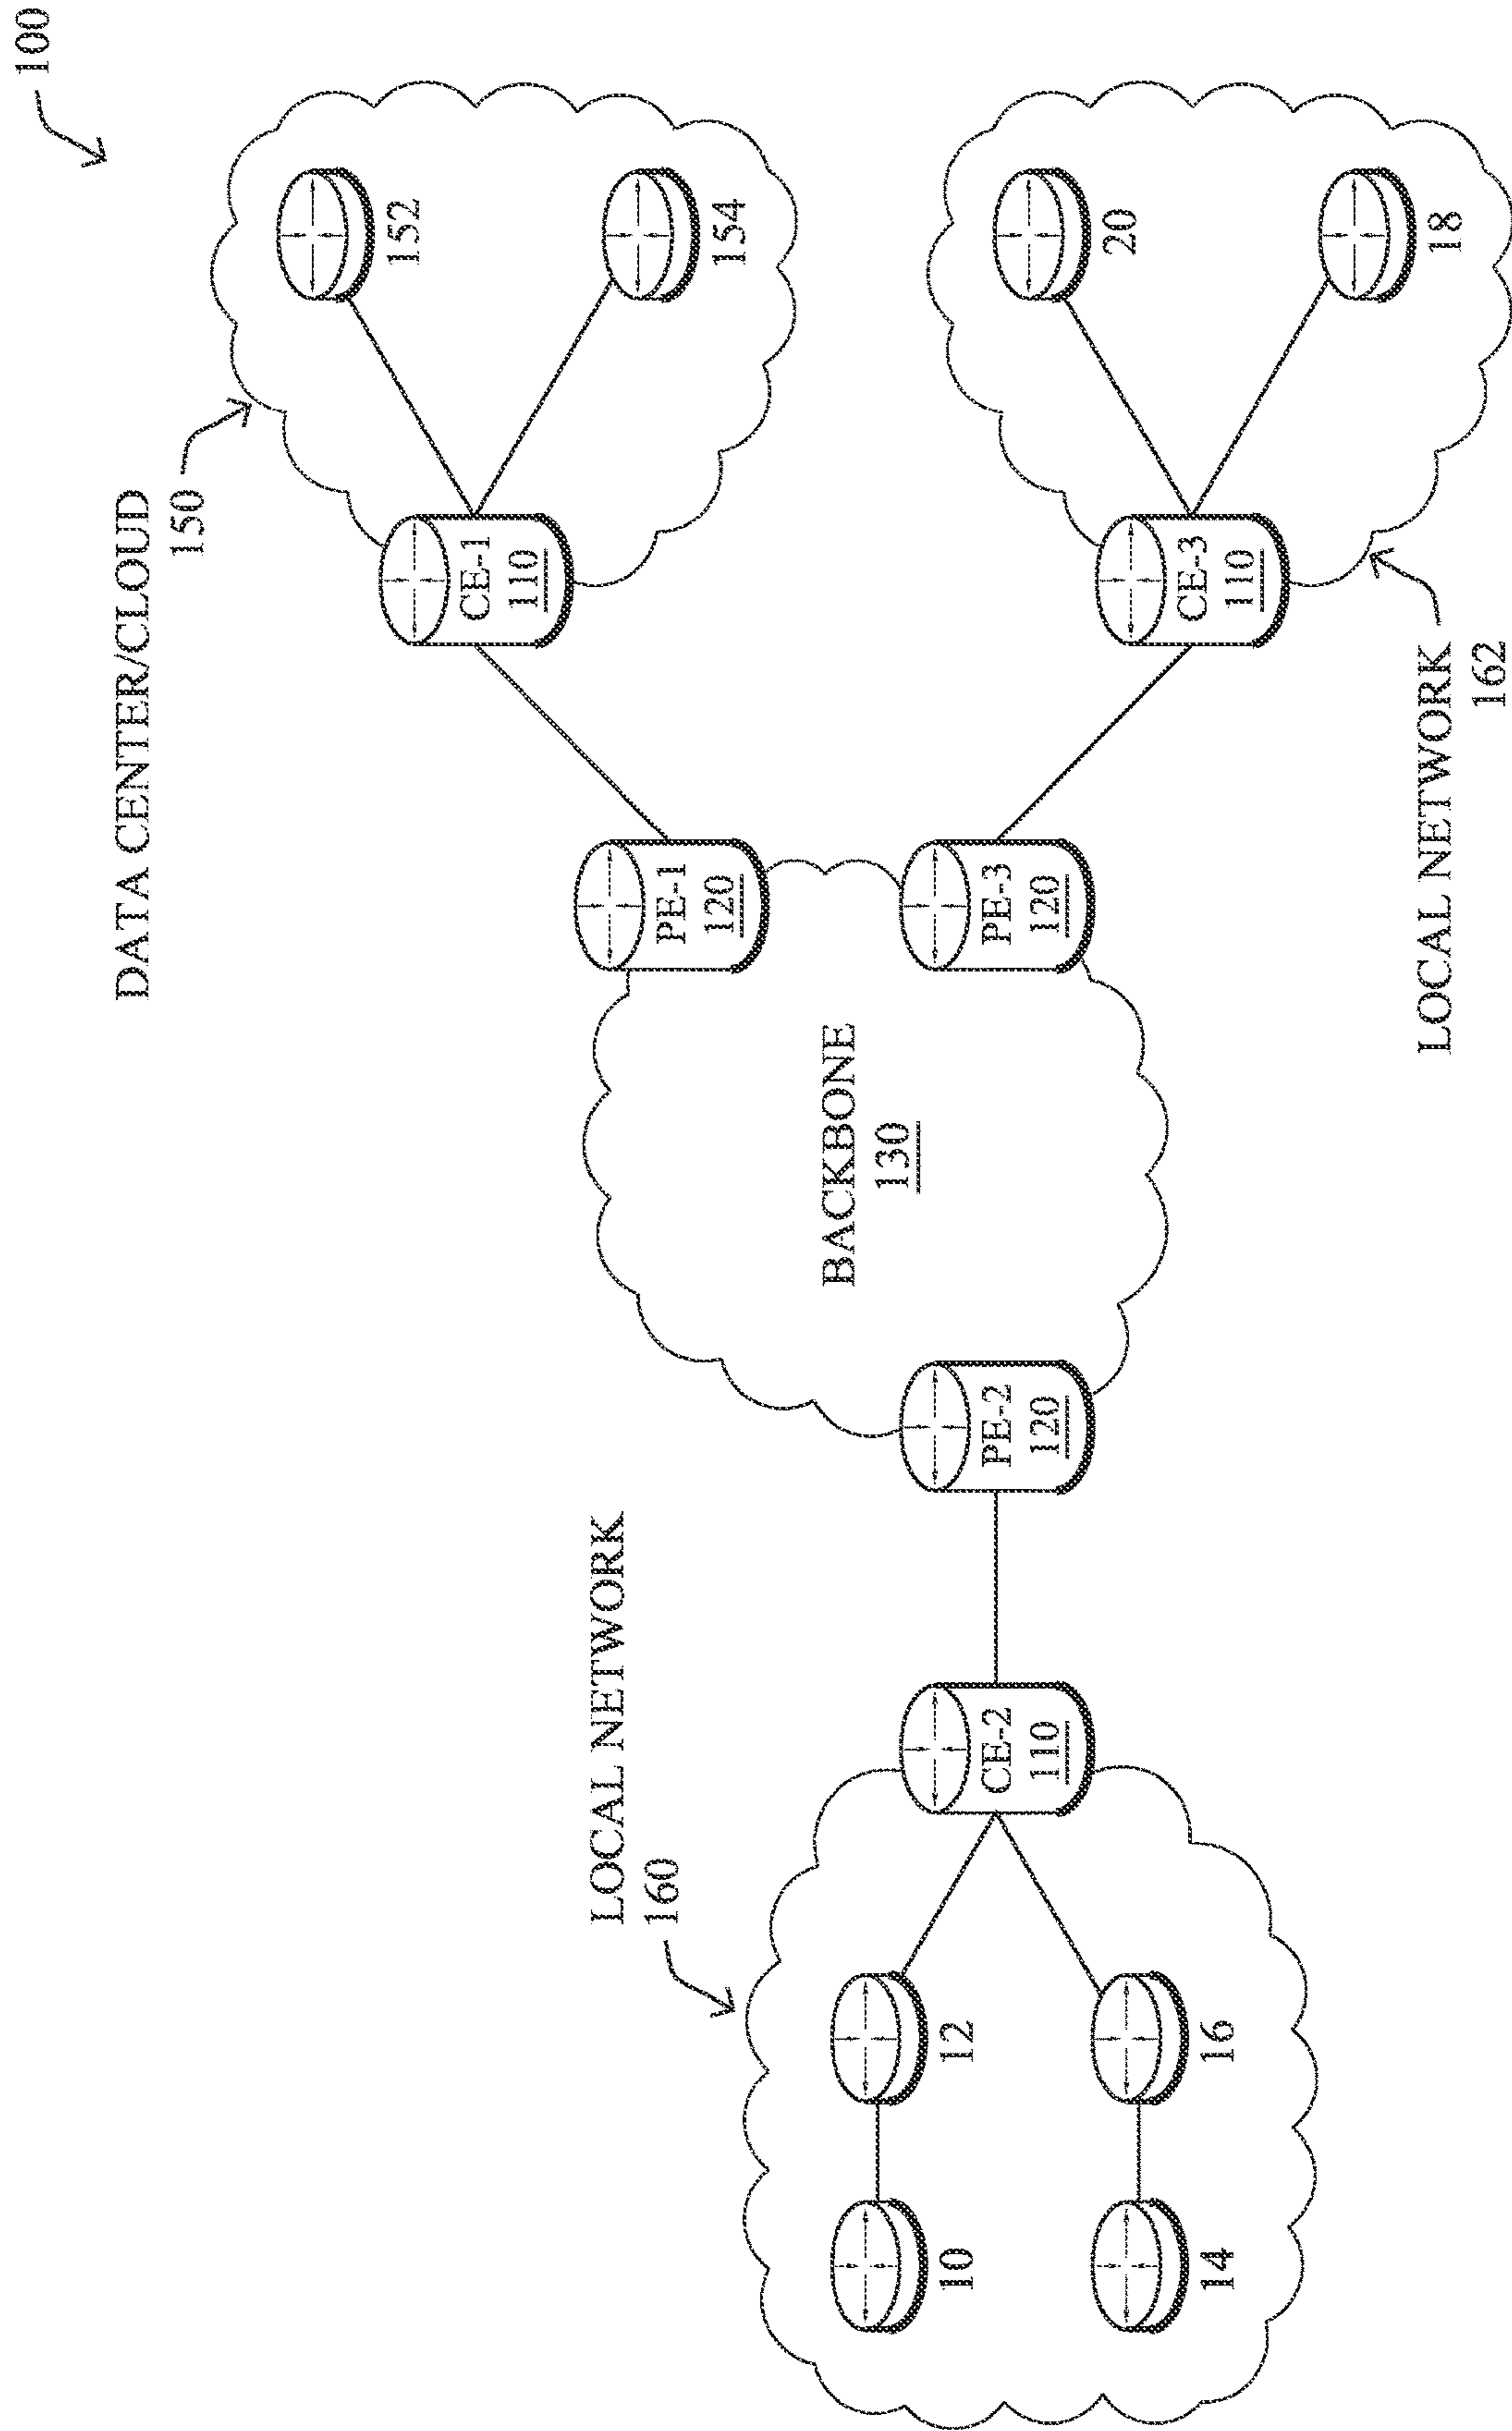 100
DATA CENTER/CLOUD
150
152
154
CE-1
110
PE-1
120
LOCAL NETWORK
160
BACKBONE
130
10
12
CE-2
110
PE-2
120
PE-3
120
14
16
CE-3
110
20
18
LOCAL NETWORK
162